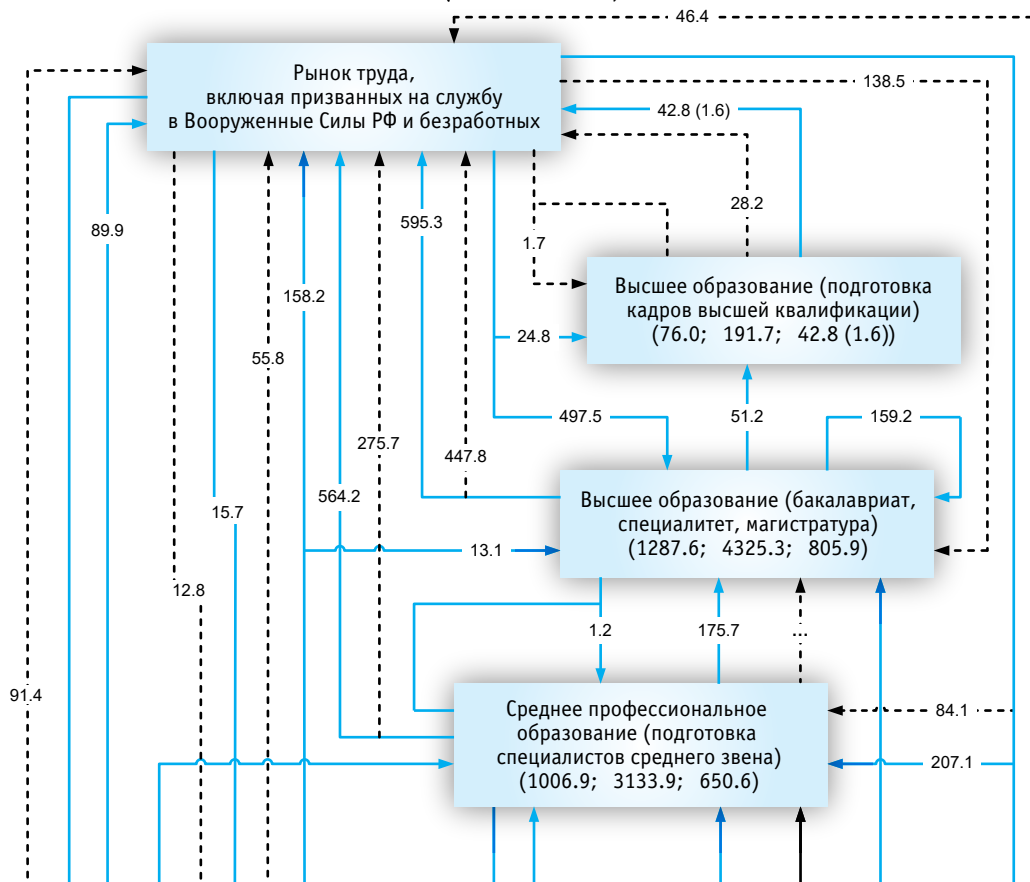 46.4
Рынок труда,
включая призванных на службу
в Вооруженные Силы РФ и безработных
138.5
42.8 (1.6)
28.2
595.3
89.9
1.7
158.2
Высшее образование (подготовка
кадров высшей квалификации)
(76.0; 191.7; 42.8 (1.6))
24.8
55.8
497.5
51.2
159.2
275.7
447.8
564.2
15.7
Высшее образование (бакалавриат,
специалитет, магистратура)
(1287.6; 4325.3; 805.9)
13.1
12.8
1.2
175.7
...
91.4
Среднее профессиональное
образование (подготовка
специалистов среднего звена)
(1006.9; 3133.9; 650.6)
84.1
207.1